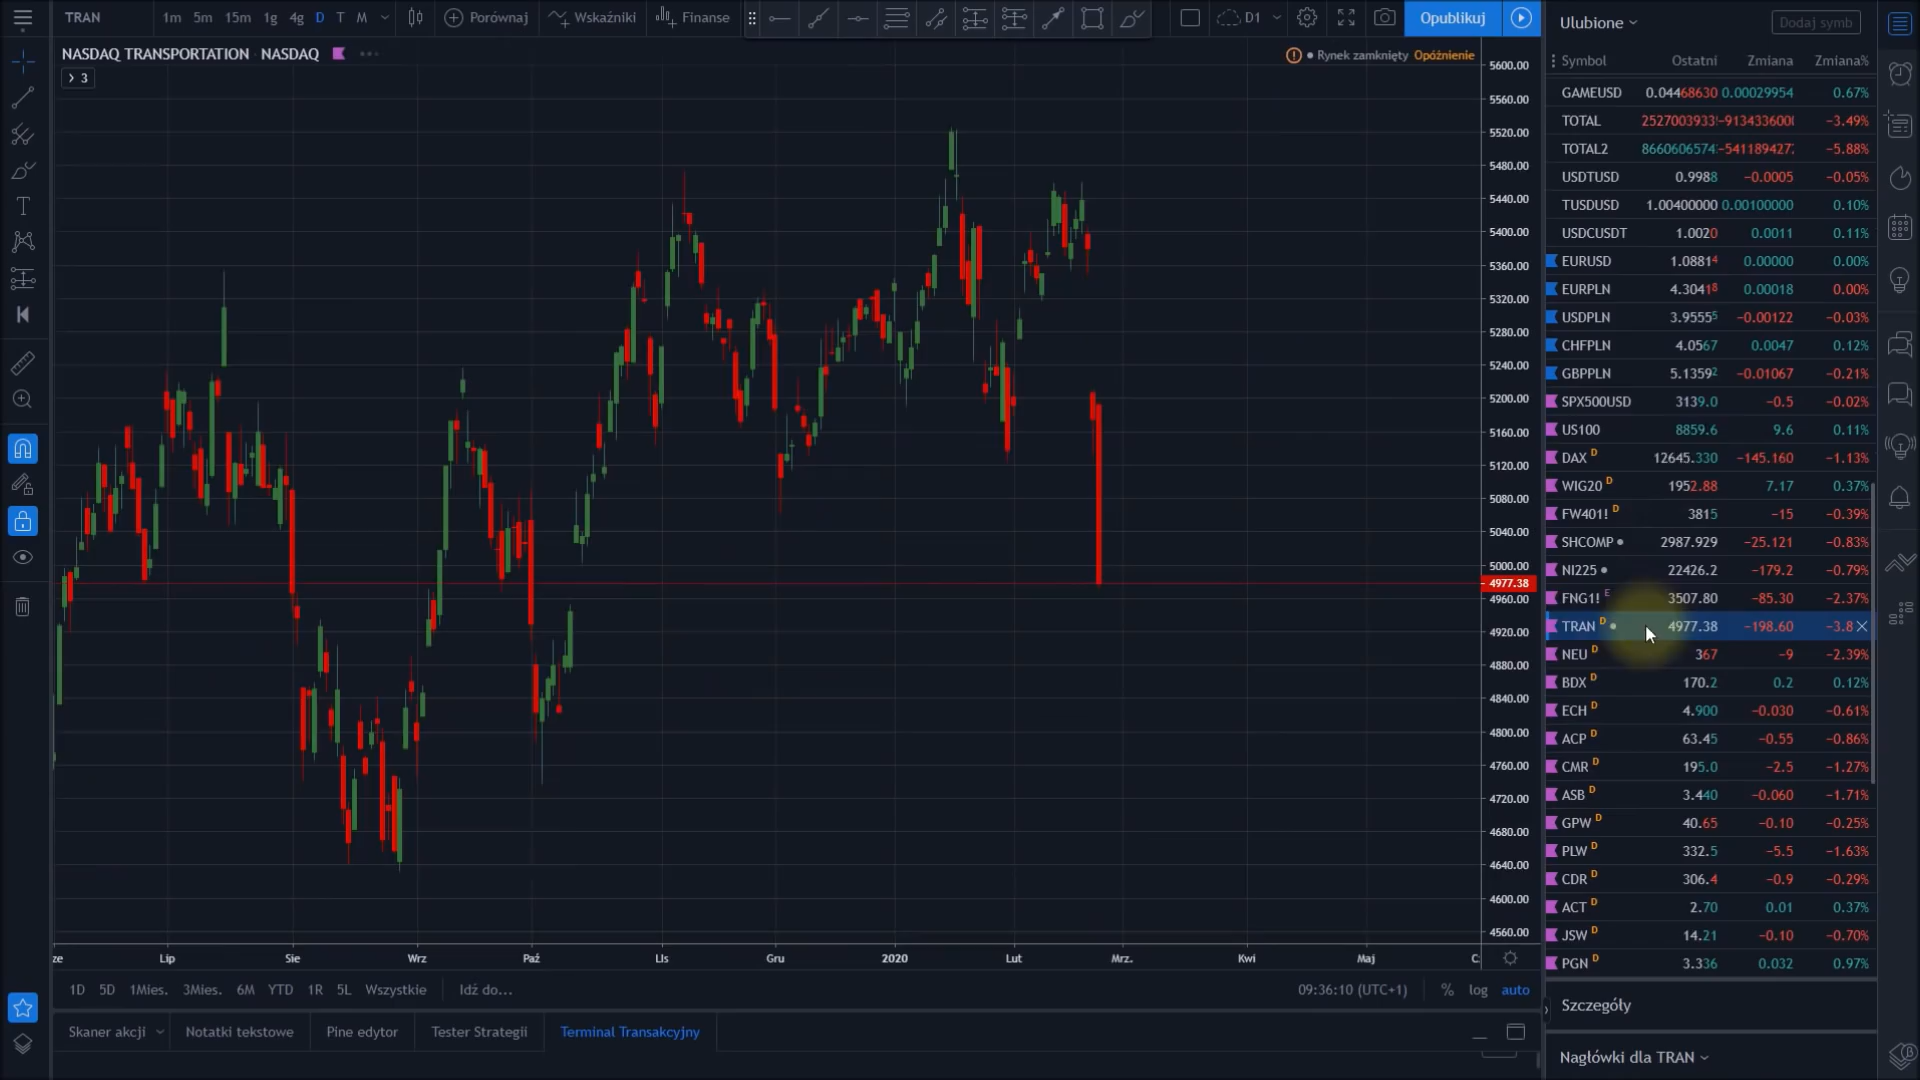 TRAN 1m 5m 15m 1g 4g D T M Porównaj Wskaźniki Finanse D1 Opublikuj
NASDAQ TRANSPORTATION NASDAQ
3
Rynek zamknięty Opóźnienie
5600.00
5560.00
5520.00
5480.00
5440.00
5400.00
5360.00
5320.00
5280.00
5240.00
5200.00
5160.00
5120.00
5080.00
5040.00
5000.00
4977.38
4960.00
4920.00
4880.00
4840.00
4800.00
4760.00
4720.00
4680.00
4640.00
4600.00
4560.00
ze Lip Sie Wrz Paź Lis Gru 2020 Lut Mrz. Kwi Maj C:
1D 5D 1Mies. 3Mies. 6M YTD 1R 5L Wszystkie Idź do... 09:36:10 (UTC+1) % log auto
Skaner akcji Notatki tekstowe Pine edytor Tester Strategii Terminal Transakcyjny
Ulubione Dodaj symb
Symbol Ostatni Zmiana Zmiana%
GAMEUSD 0.04468630 0.00029954 0.67%
TOTAL 2527003933 -913433600 -3.49%
TOTAL2 8660606574 -541189427 -5.88%
USDTUSD 0.9988 -0.0005 -0.05%
TUSDUSD 1.00400000 0.00100000 0.10%
USDCUSDT 1.0020 0.0011 0.11%
EURUSD 1.08814 0.00000 0.00%
EURPLN 4.30418 0.00018 0.00%
USDPLN 3.95555 -0.00122 -0.03%
CHFPLN 4.0567 0.0047 0.12%
GBPPLN 5.13592 -0.01067 -0.21%
SPX500USD 3139.0 -0.5 -0.02%
US100 8859.6 9.6 0.11%
DAX D 12645.330 -145.160 -1.13%
WIG20 D 1952.88 7.17 0.37%
FW401! D 3815 -15 -0.39%
SHCOMP 2987.929 -25.121 -0.83%
NI225 22426.2 -179.2 -0.79%
FNG1! E 3507.80 -85.30 -2.37%
TRAN D 4977.38 -198.60 -3.8
NEU D 367 -9 -2.39%
BDX D 170.2 0.2 0.12%
ECH D 4.900 -0.030 -0.61%
ACP D 63.45 -0.55 -0.86%
CMR D 195.0 -2.5 -1.27%
ASB D 3.440 -0.060 -1.71%
GPW D 40.65 -0.10 -0.25%
PLW D 332.5 -5.5 -1.63%
CDR D 306.4 -0.9 -0.29%
ACT D 2.70 0.01 0.37%
JSW D 14.21 -0.10 -0.70%
PGN D 3.336 0.032 0.97%
Szczegóły
Nagłówki dla TRAN